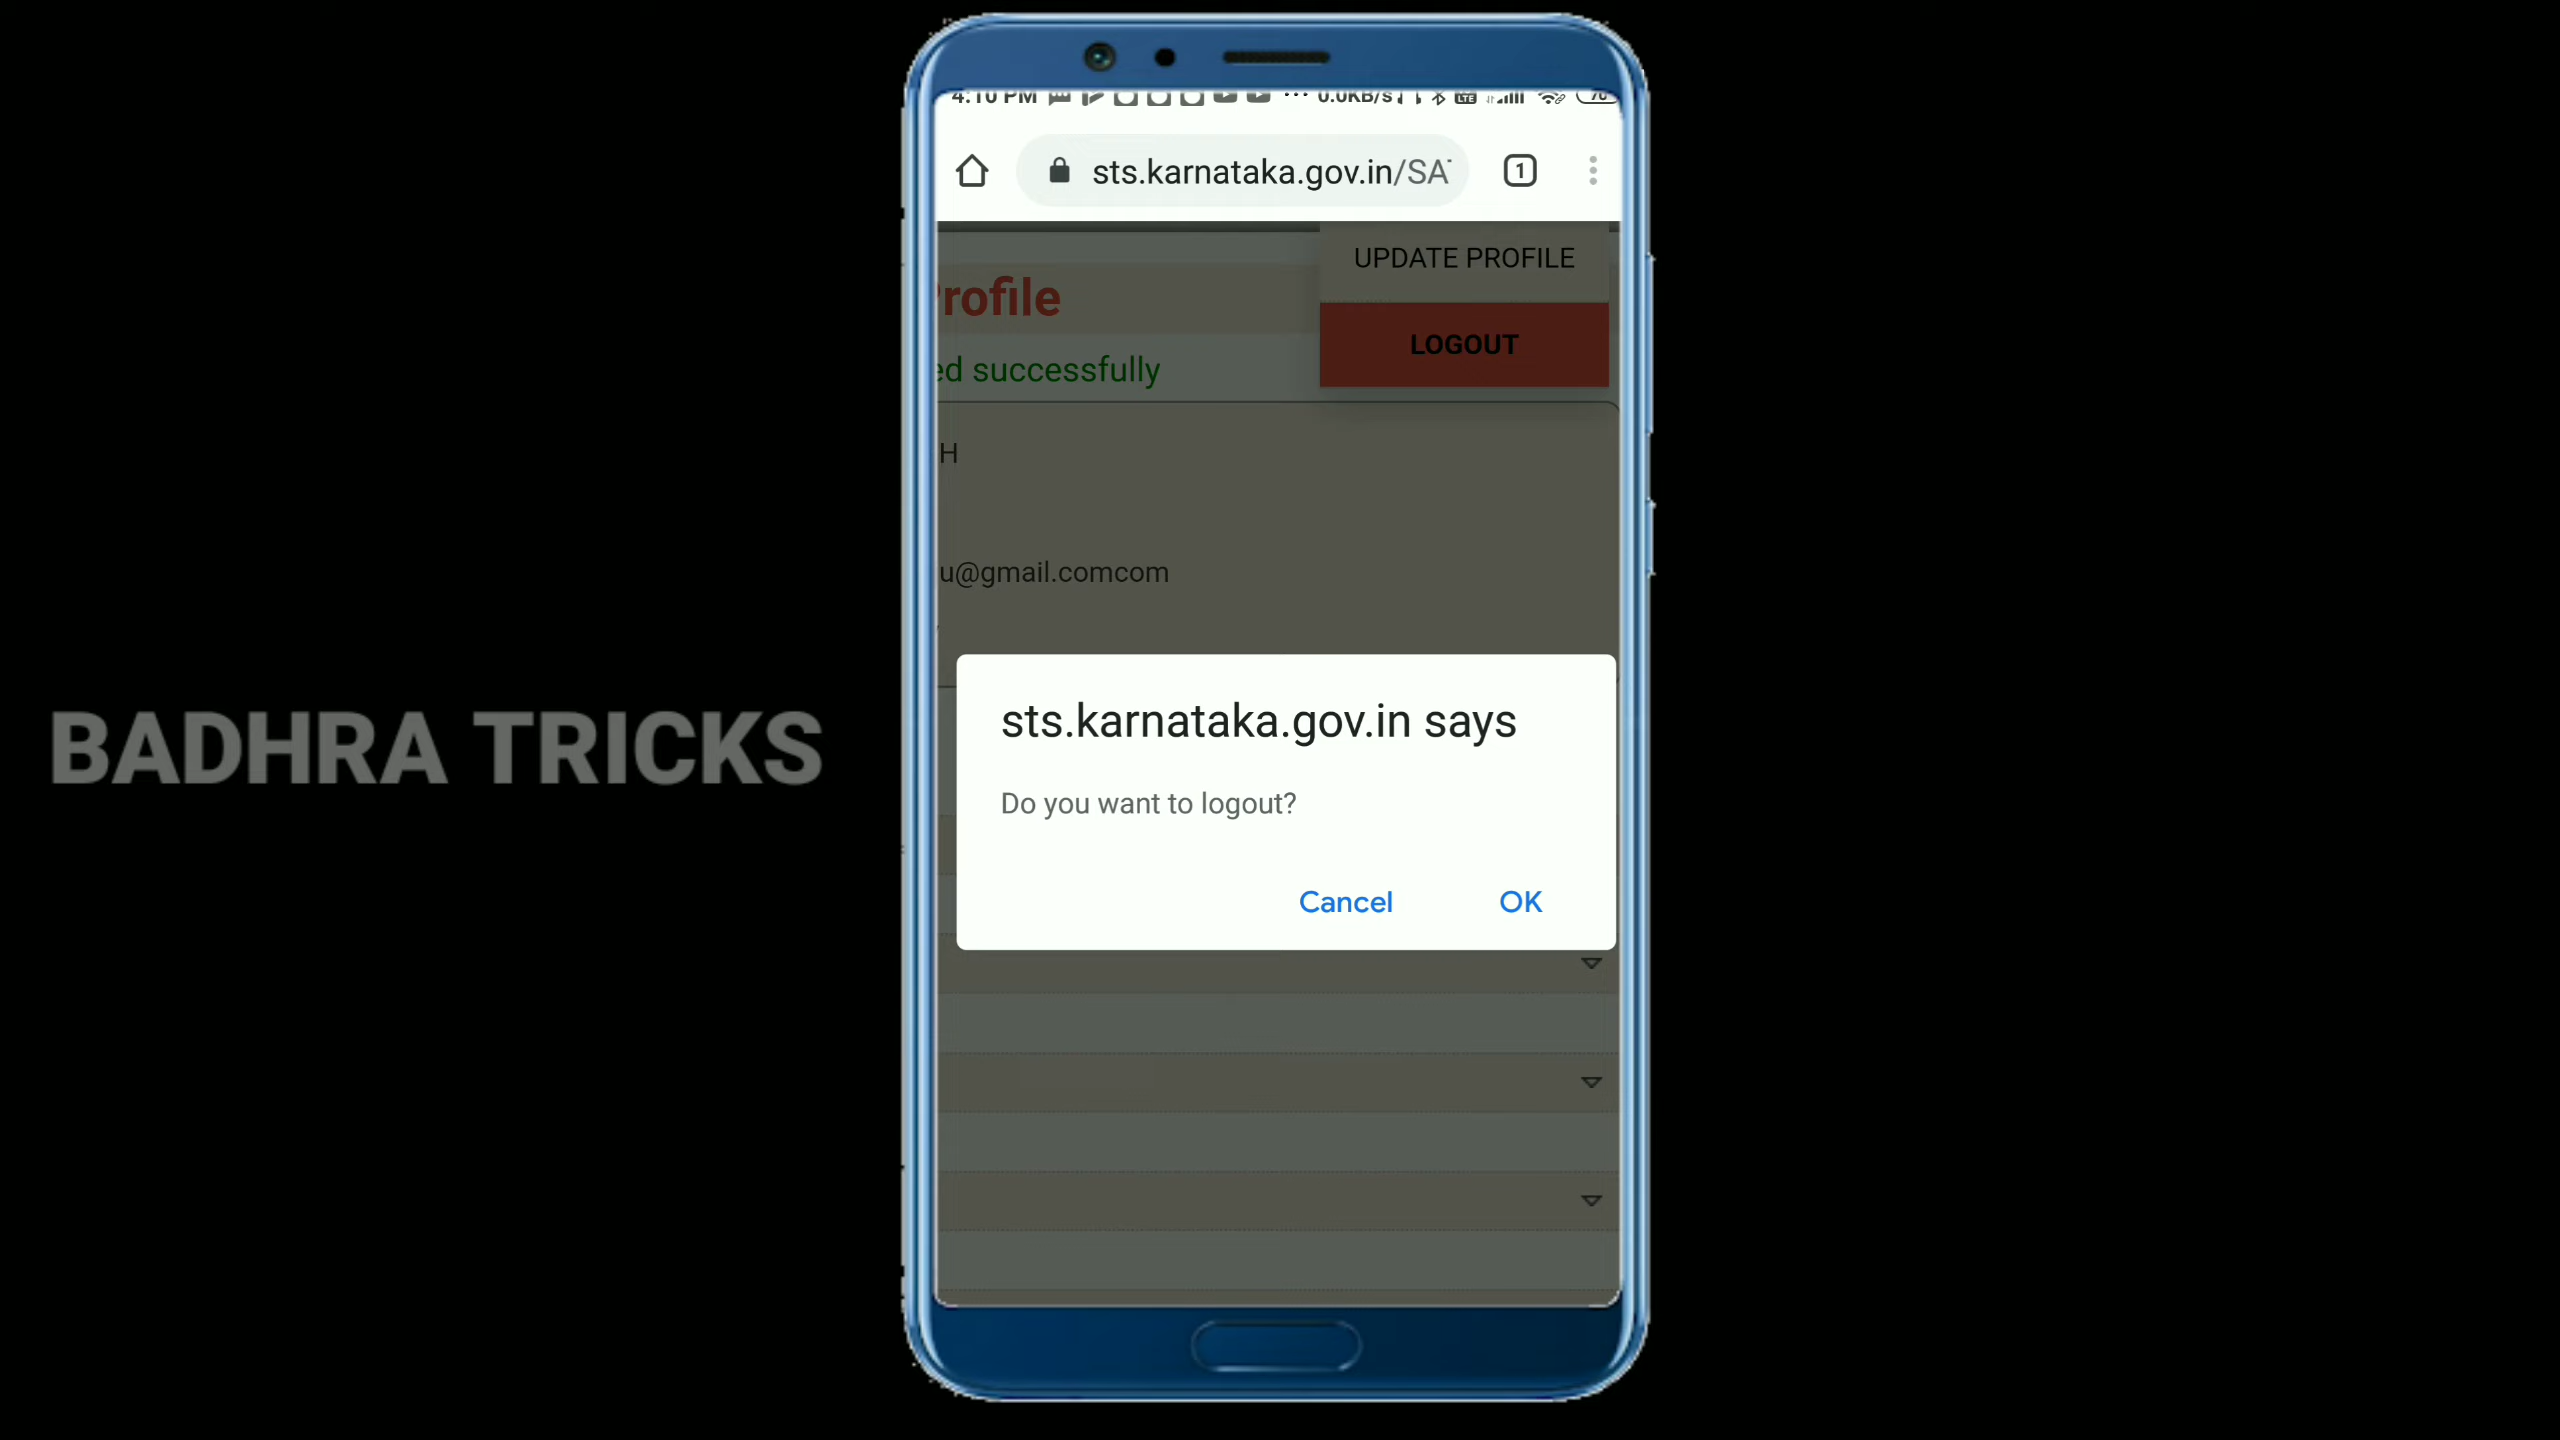 4:10 PM ... 0.0KB/s
sts.karnataka.gov.in/SA
1
UPDATE PROFILE
rofile
LOGOUT
ed successfully
H
u@gmail.comcom
sts.karnataka.gov.in says
Do you want to logout?
Cancel OK
BADHRA TRICKS